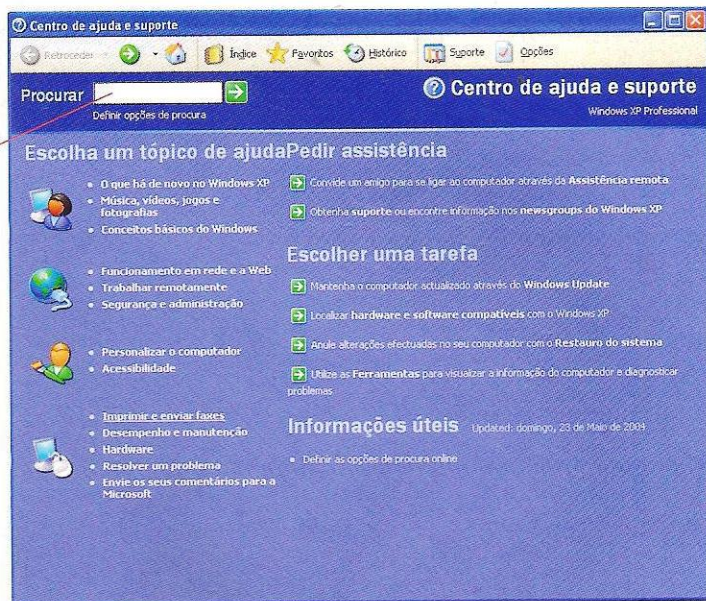 Centro de ajuda e suporte
Retroceder Índice Favoritos Histórico Suporte Opções
Procurar
Definir opções de procura
Centro de ajuda e suporte
Windows XP Professional
Escolha um tópico de ajuda
O que há de novo no Windows XP
Música, vídeos, jogos e
fotografias
Conceitos básicos do Windows
Funcionamento em rede e a Web
Trabalhar remotamente
Segurança e administração
Personalizar o computador
Acessibilidade
Imprimir e enviar faxes
Desempenho e manutenção
Hardware
Resolver um problema
Envie os seus comentários para a
Microsoft
Pedir assistência
Convide um amigo para se ligar ao computador através da Assistência remota
Obtenha suporte ou encontre informação nos newsgroups do Windows XP
Escolher uma tarefa
Mantenha o computador actualizado através do Windows Update
Localizar hardware e software compatíveis com o Windows XP
Anule alterações efectuadas no seu computador com o Restauro do sistema
Utilize as Ferramentas para visualizar a informação do computador e diagnosticar
problemas
Informações úteis Updated: domingo, 23 de Maio de 2004
Definir as opções de procura online